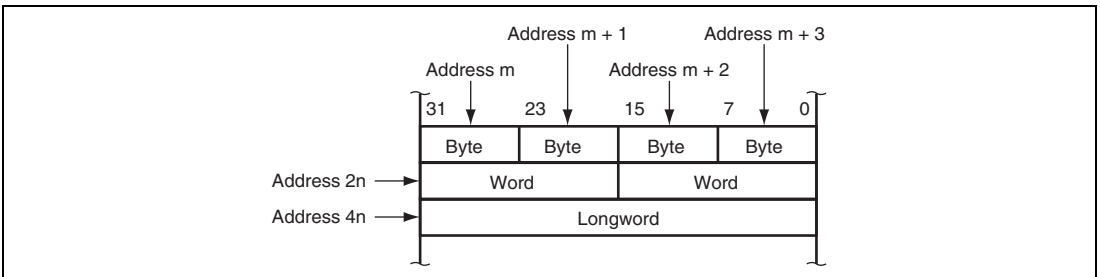 Address m + 1 Address m + 3
Address m Address m + 2
31 23 15 7 0
Byte Byte Byte Byte
Address 2n Word Word
Address 4n Longword